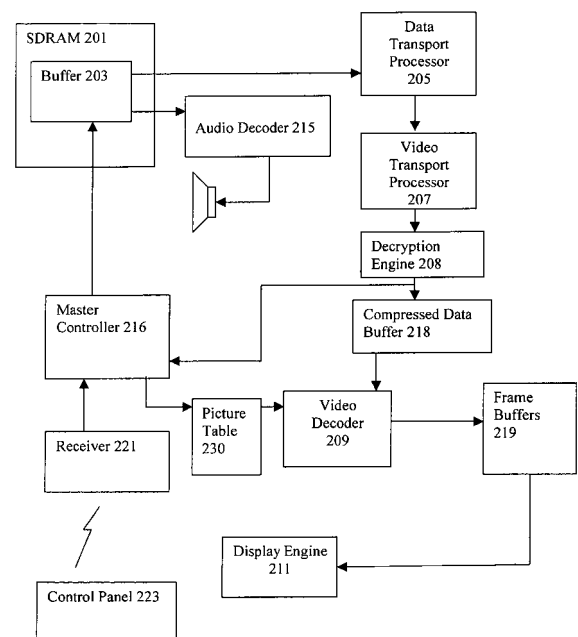 SDRAM 201
Buffer 203
Data
Transport
Processor
205
Audio Decoder 215
Video
Transport
Processor
207
Decryption
Engine 208
Master
Controller 216
Compressed Data
Buffer 218
Picture
Table
230
Video
Decoder
209
Frame
Buffers
219
Receiver 221
Display Engine
211
Control Panel 223